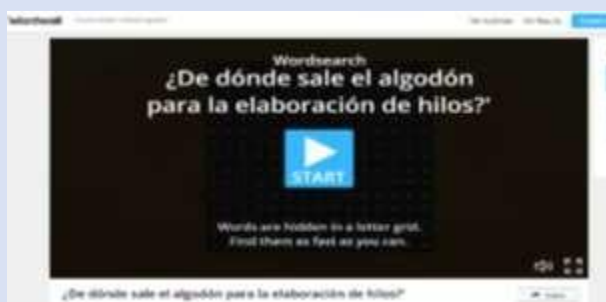 Wordwall
Wordsearch
¿De dónde sale el algodón
para la elaboración de hilos?"
START
Words are hidden in a letter grid.
Find them as fast as you can.
¿De dónde sale el algodón para la elaboración de hilos?"